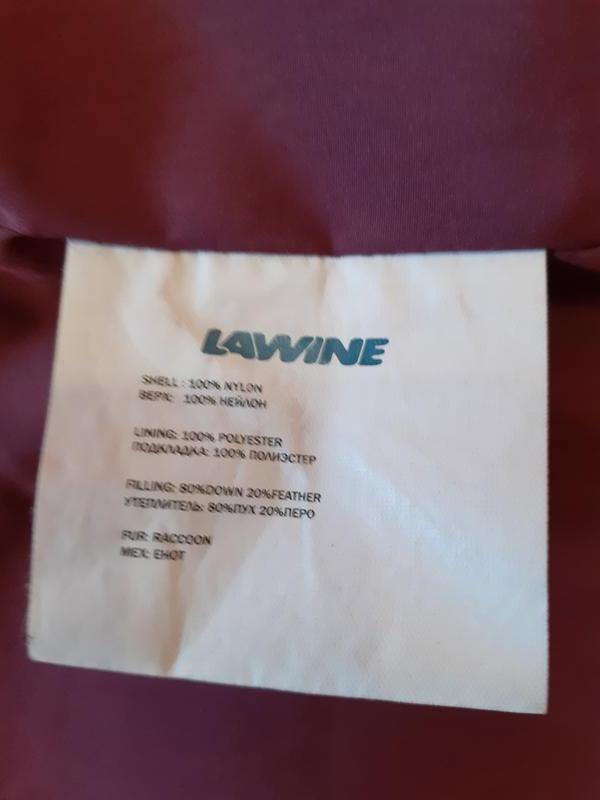 LAWINE
SHELL : 100% NYLON
ВЕРХ: 100% НЕЙЛОН
LINING: 100% POLYESTER
ПОДКЛАДКА: 100% ПОЛИЭСТЕР
FILLING: 80%DOWN 20%FEATHER
УТЕПЛИТЕЛЬ: 80%ПУХ 20%ПЕРО
FUR: RACCOON
МЕХ: ЕНОТ